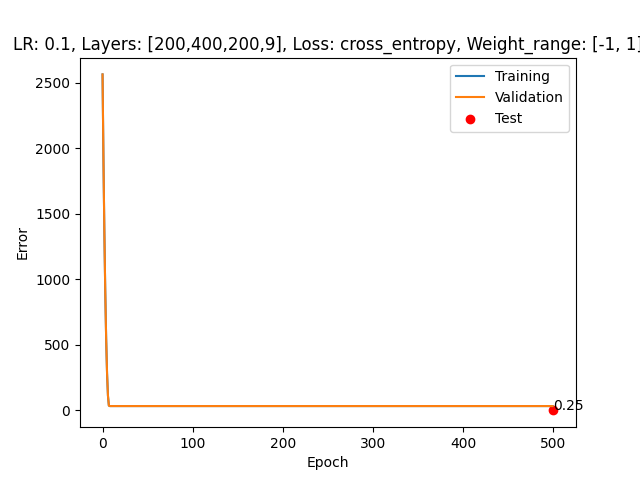 LR: 0.1, Layers: [200,400,200,9], Loss: cross_entropy, Weight_range: [-1, 1]
Training
Validation
Test
2500
2000
1500
1000
500
0
Error
0.25
0
100
200
300
400
500
Epoch